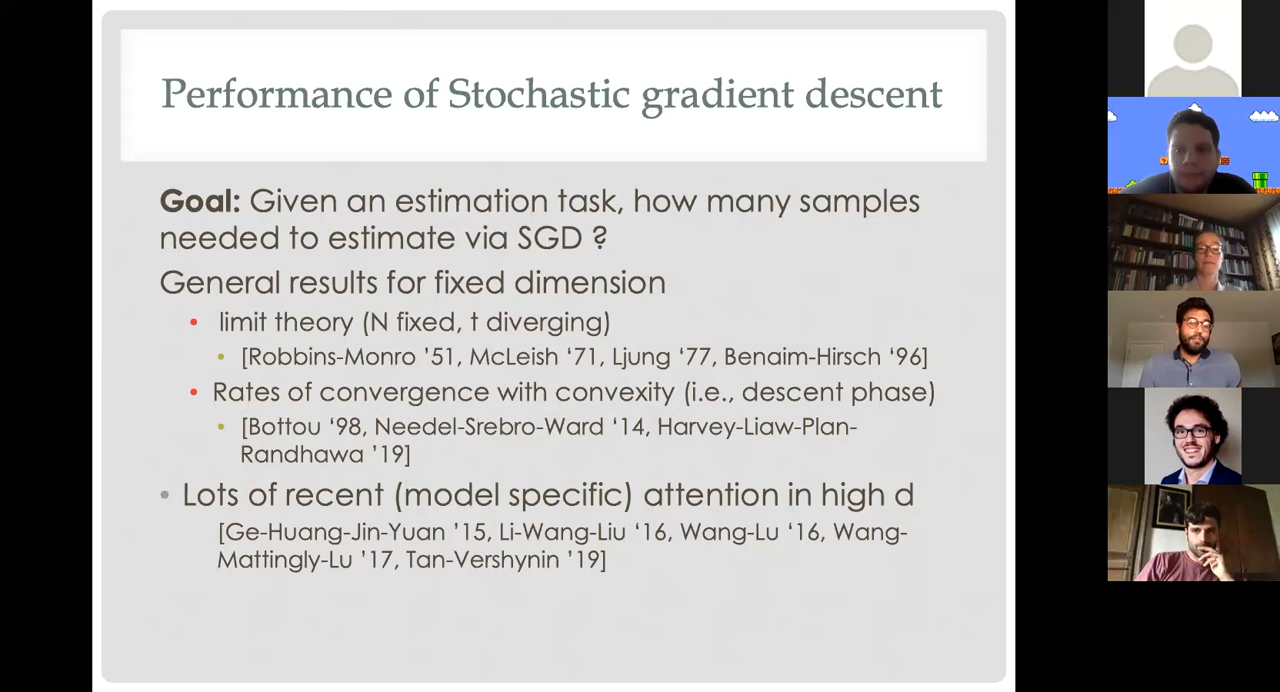 Performance of Stochastic gradient descent
Goal: Given an estimation task, how many samples
needed to estimate via SGD ?
General results for fixed dimension
• limit theory (N fixed, t diverging)
• [Robbins-Monro ’51, McLeish ‘71, Ljung ‘77, Benaim-Hirsch ‘96]
• Rates of convergence with convexity (i.e., descent phase)
• [Bottou ‘98, Needel-Srebro-Ward ‘14, Harvey-Liaw-Plan-
Randhawa ’19]
• Lots of recent (model specific) attention in high d
[Ge-Huang-Jin-Yuan ’15, Li-Wang-Liu ‘16, Wang-Lu ‘16, Wang-
Mattingly-Lu ’17, Tan-Vershynin ’19]